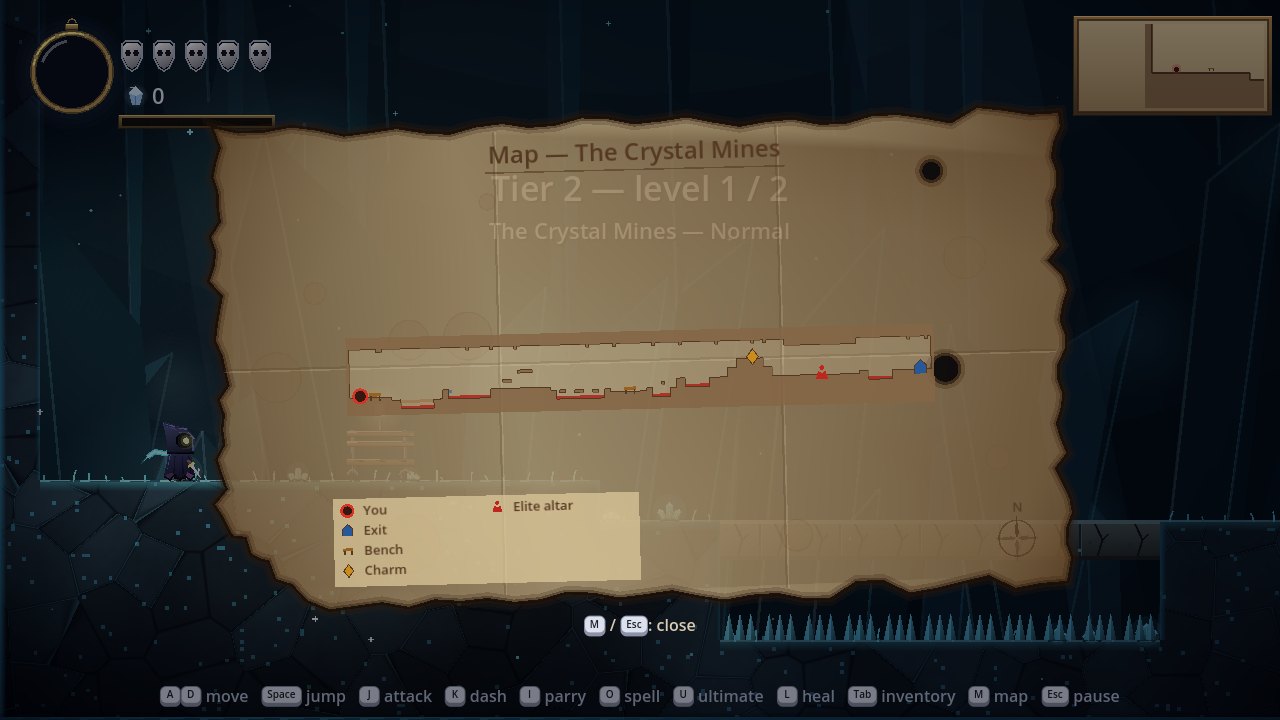 0
Map — The Crystal Mines
Tier 2 — level 1 / 2
The Crystal Mines — Normal
You
Exit
Bench
Charm
Elite altar
N
M / Esc : close
A D move Space jump J attack K dash I parry O spell U ultimate L heal Tab inventory M map Esc pause